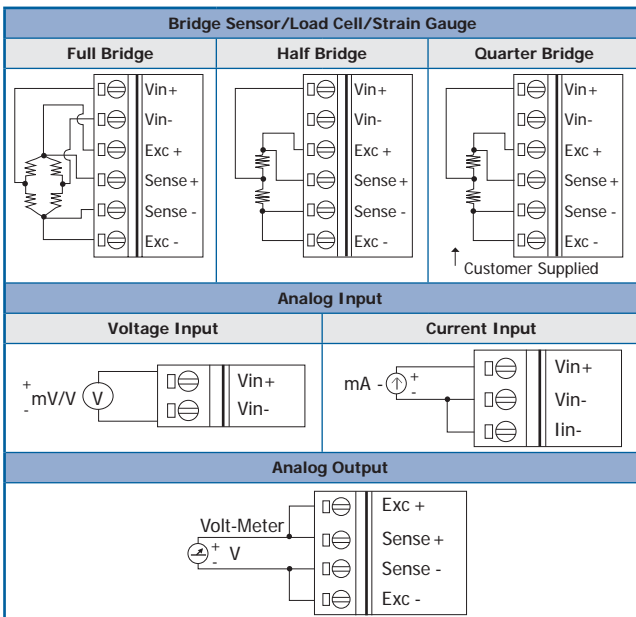 Bridge Sensor/Load Cell/Strain Gauge
Full Bridge
Half Bridge
Quarter Bridge
Vin+
Vin-
Exc +
Sense +
Sense -
Exc -
Vin+
Vin-
Exc +
Sense +
Sense -
Exc -
Vin+
Vin-
Exc +
Sense +
Sense -
Exc -
Customer Supplied
Analog Input
Voltage Input
Current Input
+
mV/V
-
V
Vin+
Vin-
mA -
+
-
Vin+
Vin-
Iin-
Analog Output
Volt-Meter
+
V
-
Exc +
Sense +
Sense -
Exc -